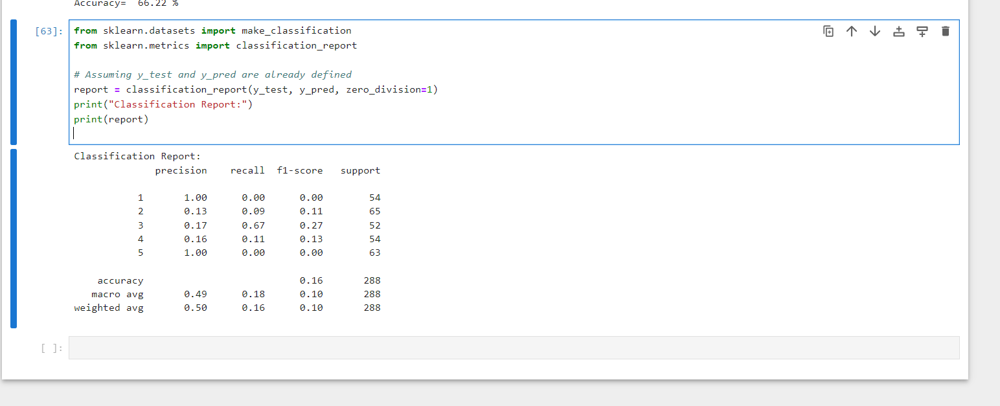 Accuracy=  66.22 %
[63]:
from sklearn.datasets import make_classification
from sklearn.metrics import classification_report
# Assuming y_test and y_pred are already defined
report = classification_report(y_test, y_pred, zero_division=1)
print("Classification Report:")
print(report)
Classification Report:
              precision    recall  f1-score   support
           1       1.00      0.00      0.00        54
           2       0.13      0.09      0.11        65
           3       0.17      0.67      0.27        52
           4       0.16      0.11      0.13        54
           5       1.00      0.00      0.00        63
    accuracy                           0.16       288
   macro avg       0.49      0.18      0.10       288
weighted avg       0.50      0.16      0.10       288
[ ]: